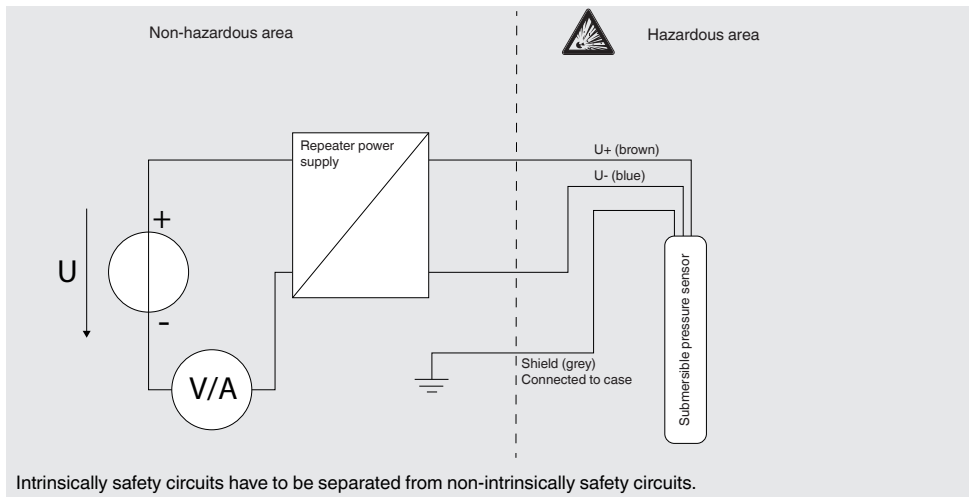 Non-hazardous area
Hazardous area
Repeater power
supply
U+ (brown)
U- (blue)
+
U
-
V/A
Shield (grey)
Connected to case
Submersible pressure sensor
Intrinsically safety circuits have to be separated from non-intrinsically safety circuits.